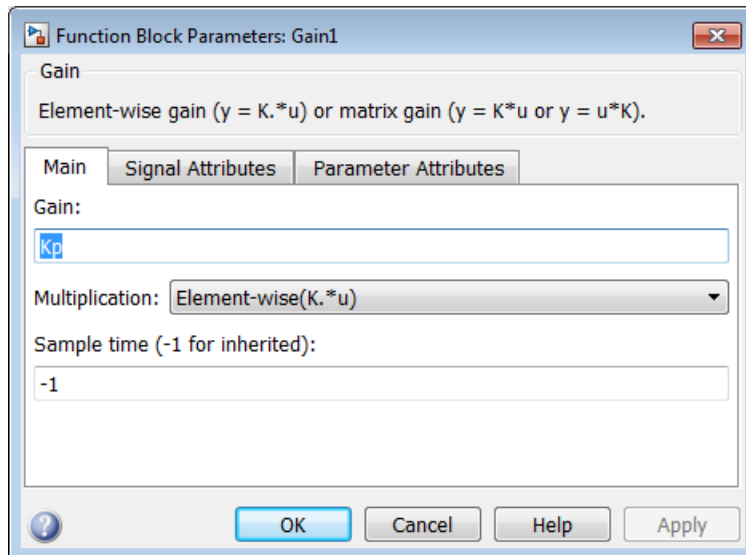 Function Block Parameters: Gain1
Gain
Element-wise gain (y = K.*u) or matrix gain (y = K*u or y = u*K).
Main Signal Attributes Parameter Attributes
Gain:
Kp
Multiplication: Element-wise(K.*u)
Sample time (-1 for inherited):
-1
? OK Cancel Help Apply